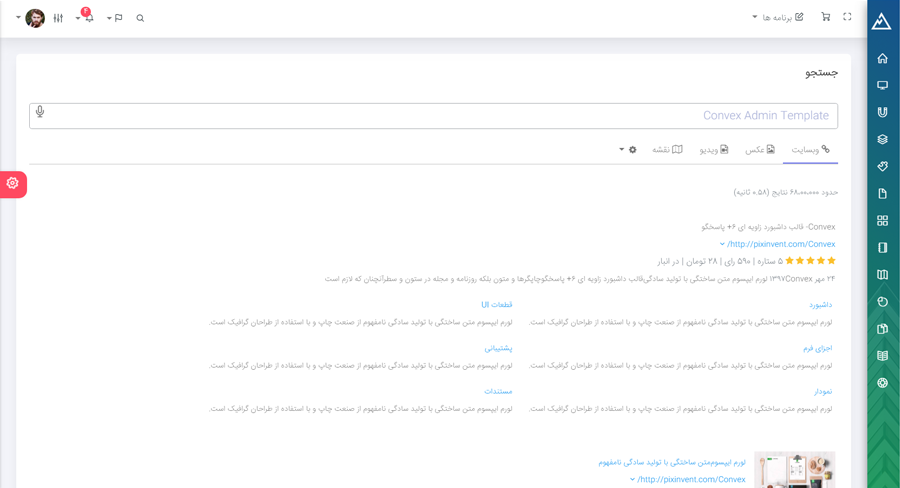 برنامه ها
۴
جستجو
Convex Admin Template
وبسایت
عکس
ویدیو
نقشه
حدود ۶۸،۰۰،۰۰۰ نتایج (۰.۵۸ ثانیه)
Convex- قالب داشبورد زاویه ای ۶+ پاسخگو
http://pixinvent.com/Convex/
۵ ستاره | ۵۹۰ رای | ۲۸ تومان | در انبار
۲۴ مهر ۱۳۹۷Convex لورم ایپسوم متن ساختگی با تولید سادگی‌قالب داشبورد زاویه ای ۶+ پاسخگوچاپگرها و متون بلکه روزنامه و مجله در ستون و سطرآنچنان که لازم است
داشبورد
لورم ایپسوم متن ساختگی با تولید سادگی نامفهوم از صنعت چاپ و با استفاده از طراحان گرافیک است.
قطعات UI
لورم ایپسوم متن ساختگی با تولید سادگی نامفهوم از صنعت چاپ و با استفاده از طراحان گرافیک است.
اجزای فرم
لورم ایپسوم متن ساختگی با تولید سادگی نامفهوم از صنعت چاپ و با استفاده از طراحان گرافیک است.
پشتیبانی
لورم ایپسوم متن ساختگی با تولید سادگی نامفهوم از صنعت چاپ و با استفاده از طراحان گرافیک است.
نمودار
لورم ایپسوم متن ساختگی با تولید سادگی نامفهوم از صنعت چاپ و با استفاده از طراحان گرافیک است.
مستندات
لورم ایپسوم متن ساختگی با تولید سادگی نامفهوم از صنعت چاپ و با استفاده از طراحان گرافیک است.
لورم ایپسوم‌متن ساختگی با تولید سادگی نامفهوم
http://pixinvent.com/Convex/